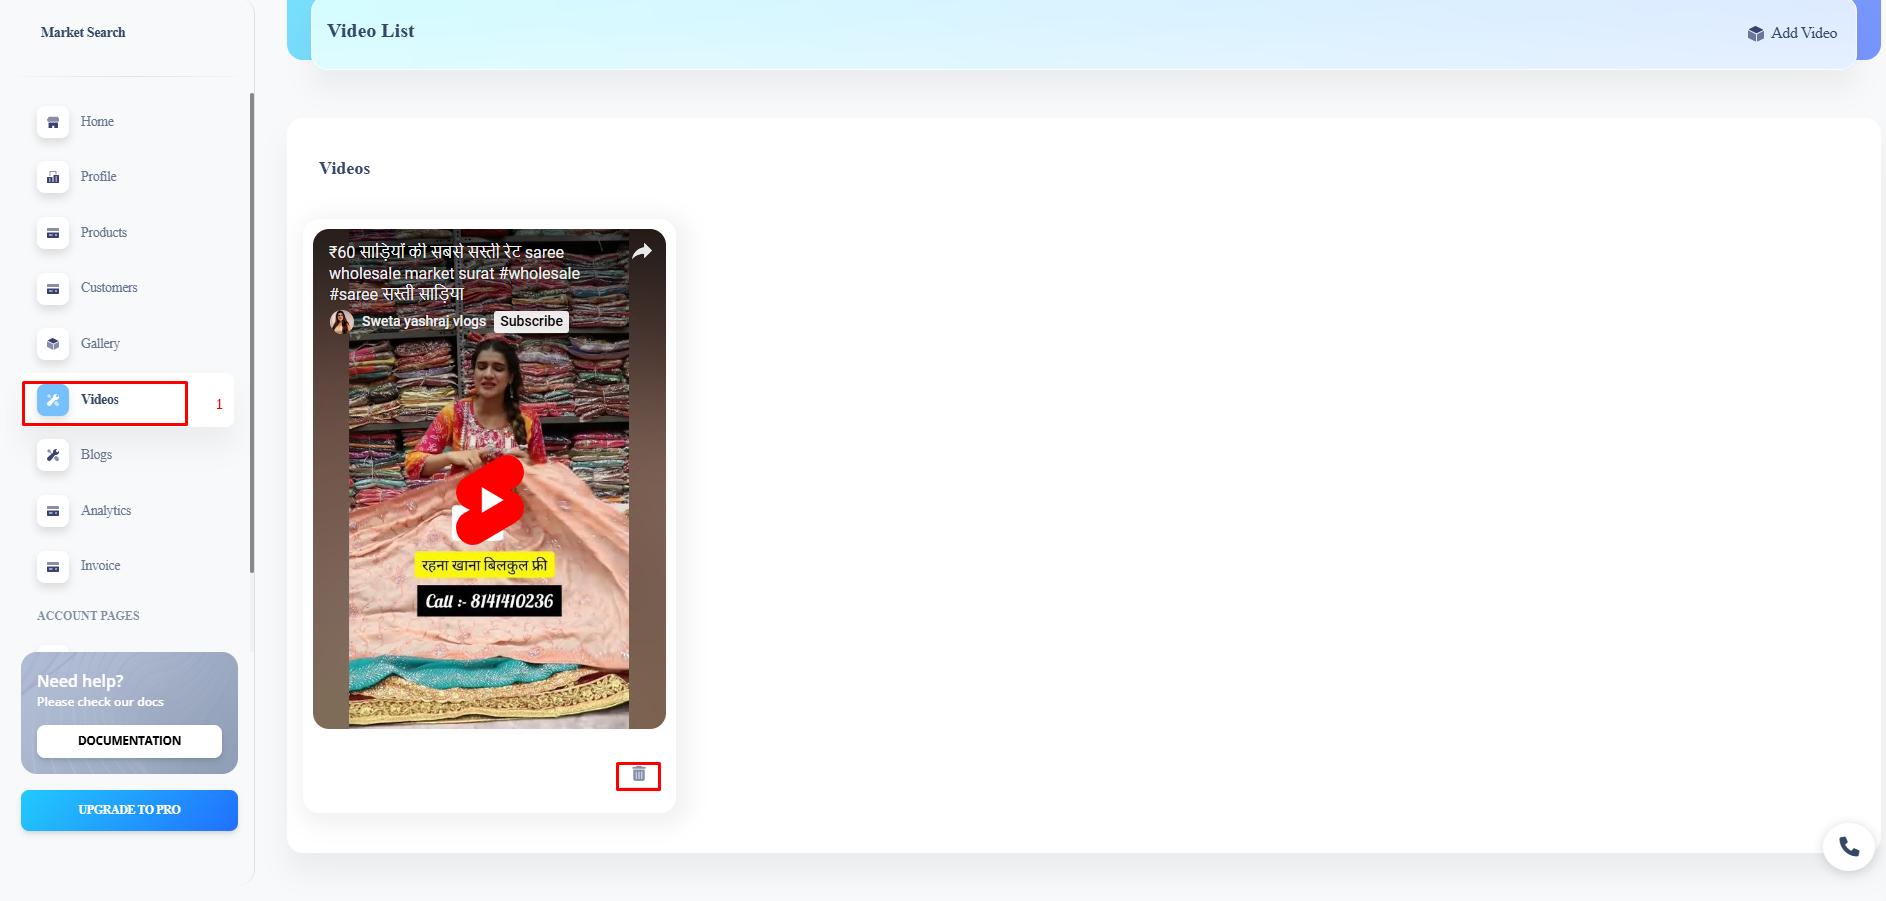 Market Search
Home
Profile
Products
Customers
Gallery
Videos
1
Blogs
Analytics
Invoice
ACCOUNT PAGES
Need help?
Please check our docs
DOCUMENTATION
UPGRADE TO PRO
Video List
Add Video
Videos
₹60 साड़ियाँ की सबसे सस्ती रेट saree
wholesale market surat #wholesale
#saree सस्ती साड़िया
Sweta yashraj vlogs Subscribe
रहना खाना बिलकुल फ्री
Call :- 8141410236